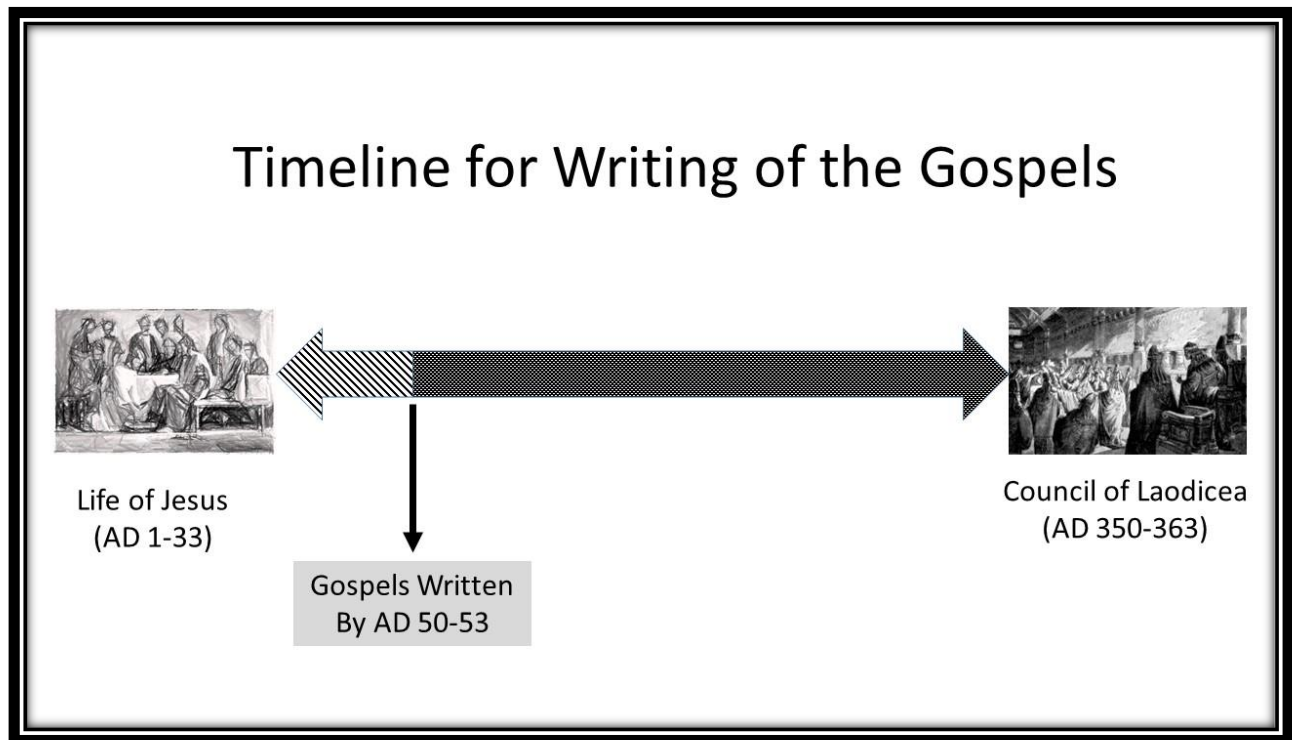 Timeline for Writing of the Gospels
Life of Jesus
(AD 1-33)
Council of Laodicea
(AD 350-363)
Gospels Written
By AD 50-53